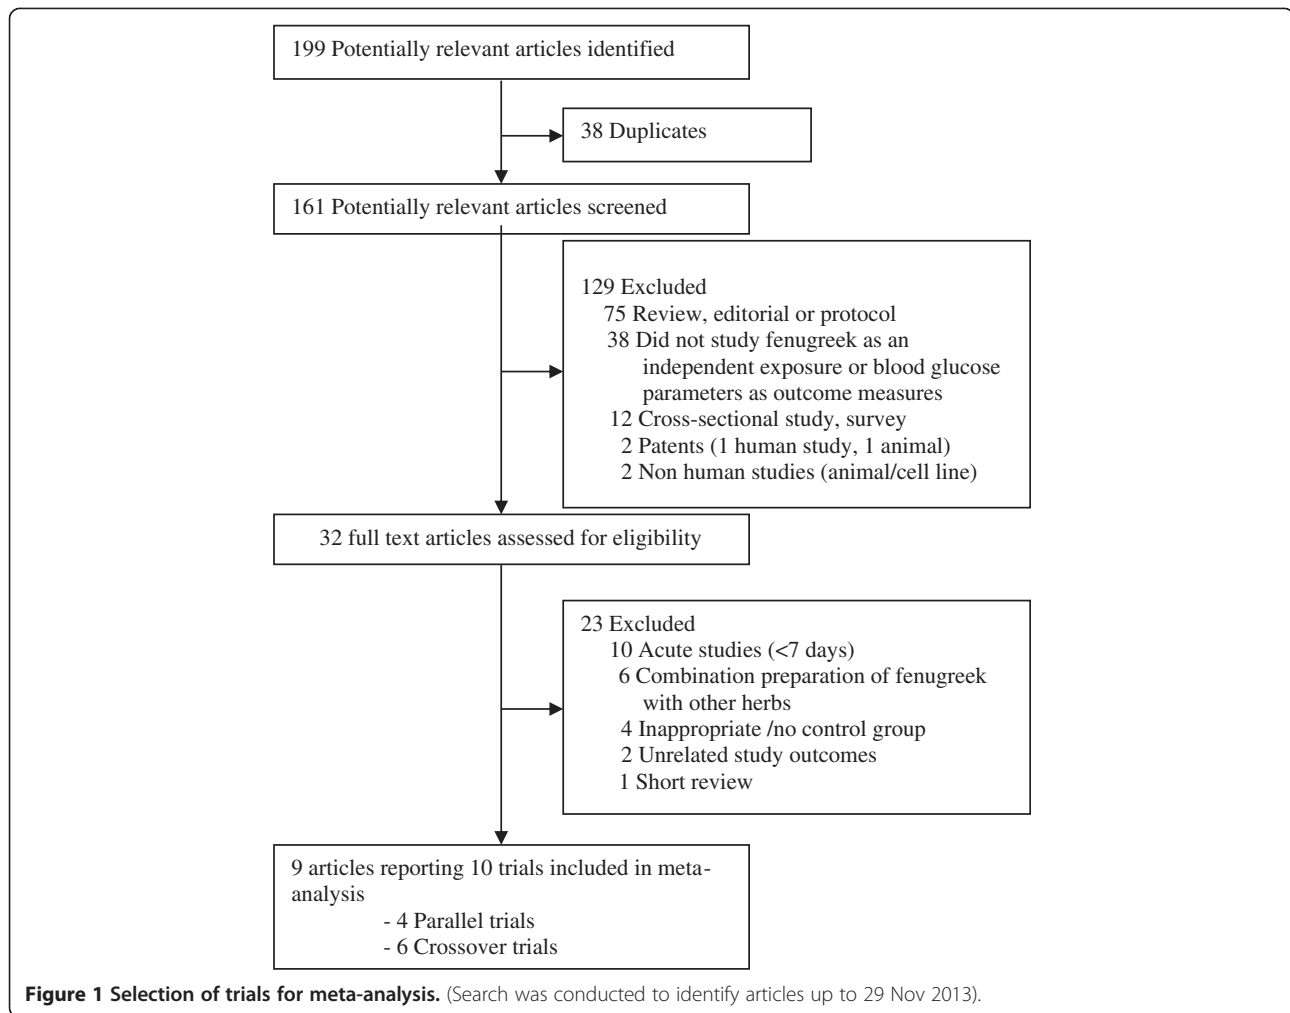 199 Potentially relevant articles identified
38 Duplicates
161 Potentially relevant articles screened
129 Excluded
75 Review, editorial or protocol
38 Did not study fenugreek as an
independent exposure or blood glucose
parameters as outcome measures
12 Cross-sectional study, survey
2 Patents (1 human study, 1 animal)
2 Non human studies (animal/cell line)
32 full text articles assessed for eligibility
23 Excluded
10 Acute studies (<7 days)
6 Combination preparation of fenugreek
with other herbs
4 Inappropriate /no control group
2 Unrelated study outcomes
1 Short review
9 articles reporting 10 trials included in meta-
analysis
- 4 Parallel trials
- 6 Crossover trials
Figure 1 Selection of trials for meta-analysis. (Search was conducted to identify articles up to 29 Nov 2013).